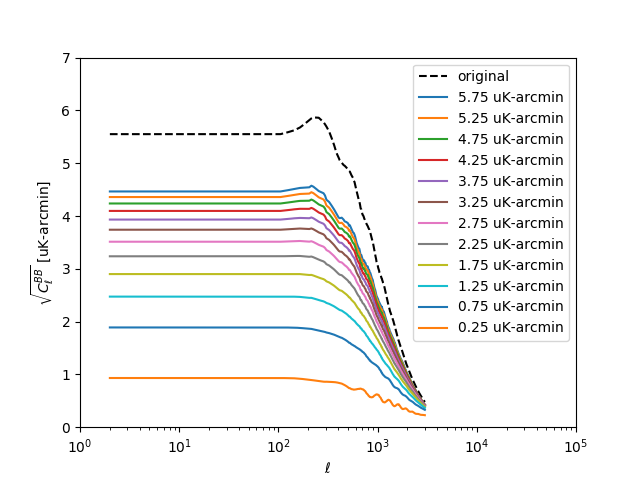 7
6
5
4
3
2
1
0
√C_ℓ^BB [uK-arcmin]
10^0 10^1 10^2 10^3 10^4 10^5
ℓ
original
5.75 uK-arcmin
5.25 uK-arcmin
4.75 uK-arcmin
4.25 uK-arcmin
3.75 uK-arcmin
3.25 uK-arcmin
2.75 uK-arcmin
2.25 uK-arcmin
1.75 uK-arcmin
1.25 uK-arcmin
0.75 uK-arcmin
0.25 uK-arcmin